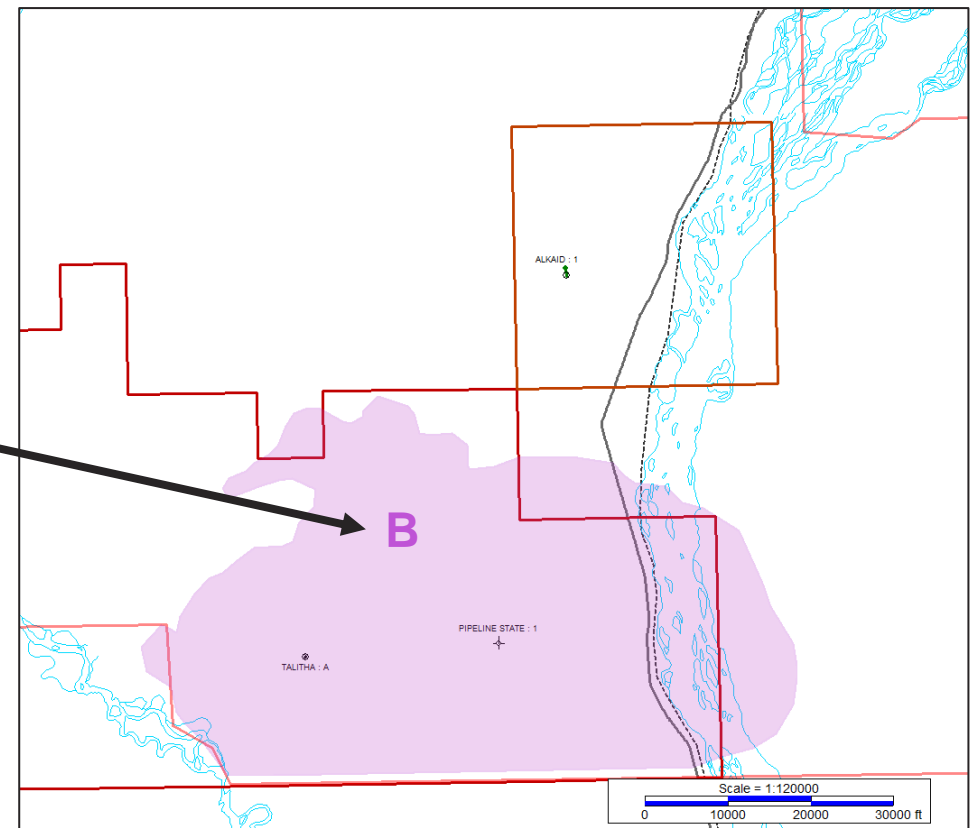 ALKAID : 1
B
PIPELINE STATE : 1
TALITHA : A
Scale = 1:120000
0 10000 20000 30000 ft